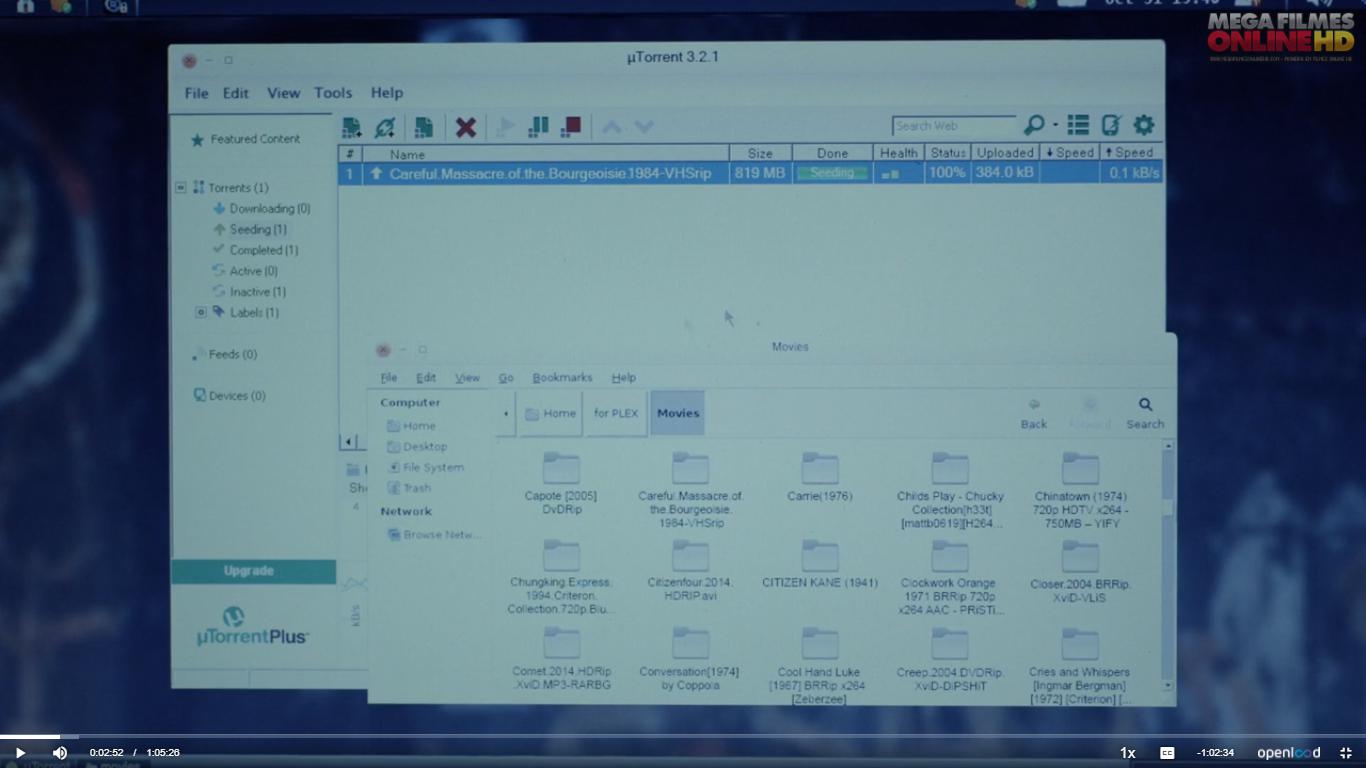 MEGA FILMES
ONLINE HD
µTorrent 3.2.1
File Edit View Tools Help
Featured Content
Search Web
# Name Size Done Health Status Uploaded Speed Speed
1 Careful.Massacre.of.the.Bourgeoisie.1984-VHSrip 819 MB Seeding 100% 384.0 kB 0.1 kB/s
Torrents (1)
Downloading (0)
Seeding (1)
Completed (1)
Active (0)
Inactive (1)
Labels (1)
Feeds (0)
Devices (0)
Upgrade
µTorrentPlus
kB/s
Movies
File Edit View Go Bookmarks Help
Computer
Home
Desktop
File System
Trash
Network
Browse Netw...
Home for PLEX Movies
Back Forward Search
Capote [2005]
DvDRip
Careful.Massacre.of.
the.Bourgeoisie.
1984-VHSrip
Carrie(1976)
Childs Play - Chucky
Collection[h33t]
[mattb0619][H264...
Chinatown (1974)
720p HDTV x264 -
750MB – YIFY
Chungking.Express.
1994.Criteron.
Collection.720p.Blu...
Citizenfour.2014.
HDRIP.avi
CITIZEN KANE (1941)
Clockwork Orange
1971 BRRip 720p
x264 AAC - PRiSTi...
Closer.2004.BRRip.
XviD-VLiS
Comet.2014.HDRip
.XviD.MP3-RARBG
Conversation[1974]
by Coppola
Cool Hand Luke
[1967] BRRip x264
[Zeberzee]
Creep.2004.DVDRip.
XviD-DiPSHiT
Cries and Whispers
[Ingmar Bergman]
[1972] [Criterion] [...
0:02:52 / 1:05:26
1x CC -1:02:34 openload